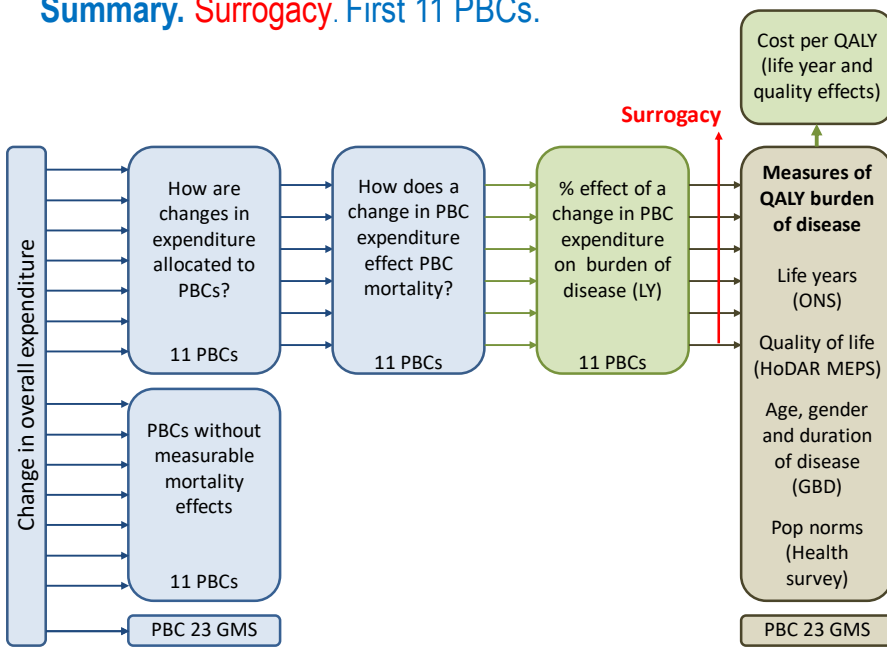 Summary. Surrogacy. First 11 PBCs.
Cost per QALY
(life year and
quality effects)
Surrogacy
Change in overall expenditure
How are
changes in
expenditure
allocated to
PBCs?
11 PBCs
How does a
change in PBC
expenditure
effect PBC
mortality?
11 PBCs
% effect of a
change in PBC
expenditure
on burden of
disease (LY)
11 PBCs
Measures of
QALY burden
of disease
Life years
(ONS)
Quality of life
(HoDAR MEPS)
Age, gender
and duration
of disease
(GBD)
Pop norms
(Health
survey)
PBCs without
measurable
mortality
effects
11 PBCs
PBC 23 GMS
PBC 23 GMS